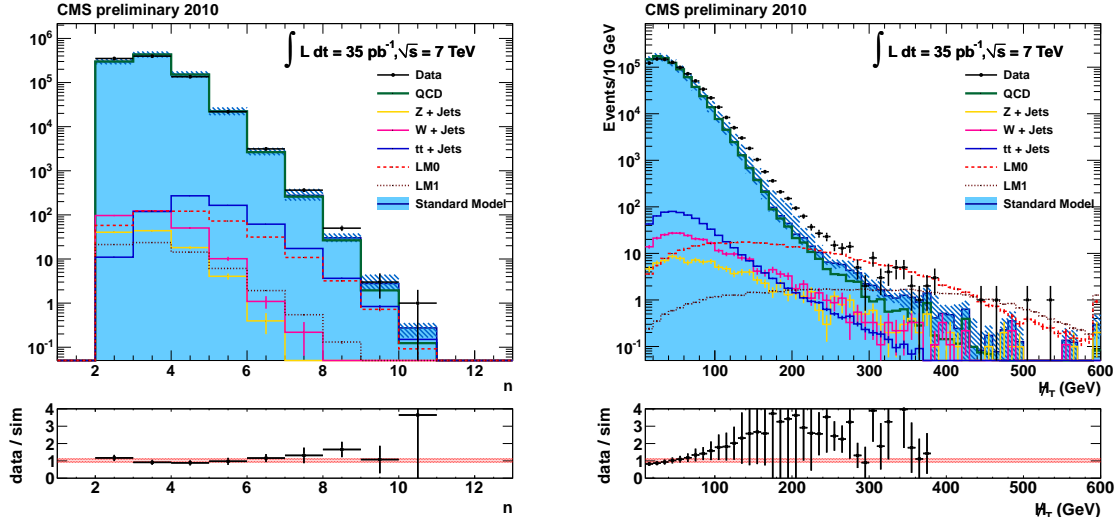 CMS preliminary 2010
10⁶
10⁵
10⁴
10³
10²
10
1
10⁻¹
∫ L dt = 35 pb⁻¹, √s = 7 TeV
Data
QCD
Z + Jets
W + Jets
tt + Jets
LM0
LM1
Standard Model
2 4 6 8 10 12
n
data / sim
4
3
2
1
0
2 4 6 8 10 12
n
CMS preliminary 2010
Events/10 GeV
10⁵
10⁴
10³
10²
10
1
10⁻¹
∫ L dt = 35 pb⁻¹, √s = 7 TeV
Data
QCD
Z + Jets
W + Jets
tt + Jets
LM0
LM1
Standard Model
100 200 300 400 500 600
H̸_T (GeV)
data / sim
4
3
2
1
0
100 200 300 400 500 600
H̸_T (GeV)